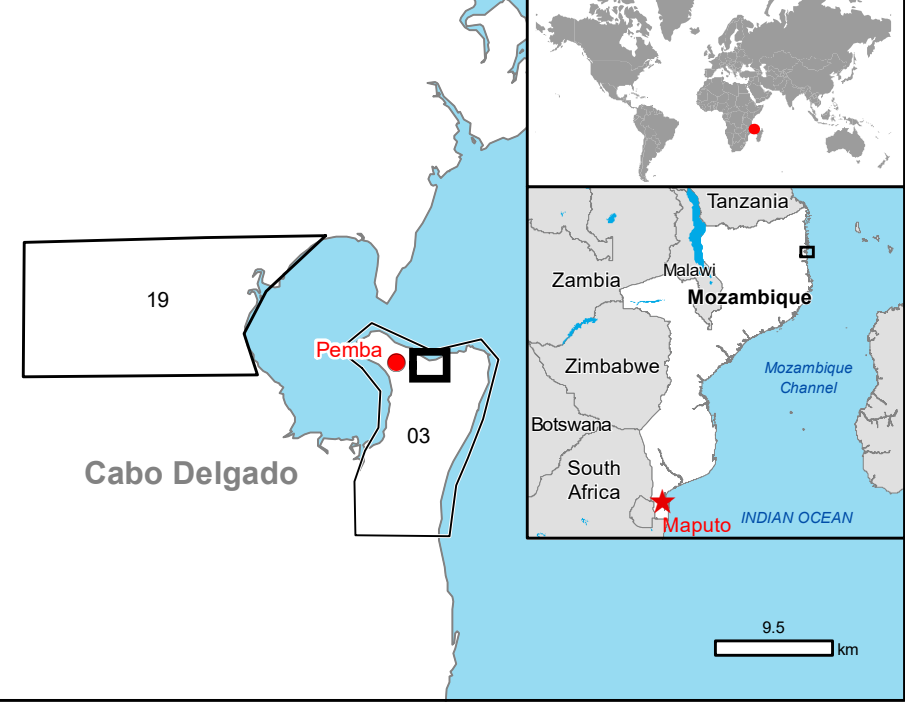 Tanzania
Zambia
Malawi
Mozambique
19
Pemba
Zimbabwe
Mozambique
Channel
Botswana
03
Cabo Delgado
South
Africa
Maputo
INDIAN OCEAN
9.5
km